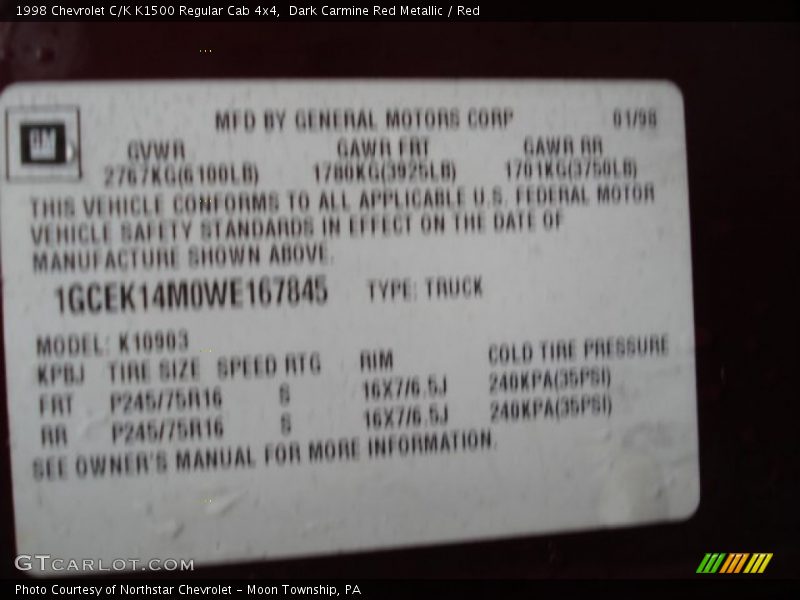 1998 Chevrolet C/K K1500 Regular Cab 4x4,  Dark Carmine Red Metallic / Red
MFD BY GENERAL MOTORS CORP 01/98
GM
GVWR GAWR FRT GAWR RR
2767KG(6100LB) 1780KG(3925LB) 1701KG(3750LB)
THIS VEHICLE CONFORMS TO ALL APPLICABLE U.S. FEDERAL MOTOR
VEHICLE SAFETY STANDARDS IN EFFECT ON THE DATE OF
MANUFACTURE SHOWN ABOVE.
1GCEK14M0WE167845 TYPE: TRUCK
MODEL: K10903
KPBJ TIRE SIZE SPEED RTG RIM COLD TIRE PRESSURE
FRT P245/75R16 S 16X7/6.5J 240KPA(35PSI)
RR P245/75R16 S 16X7/6.5J 240KPA(35PSI)
SEE OWNER'S MANUAL FOR MORE INFORMATION.
GTCARLOT.COM
Photo Courtesy of Northstar Chevrolet - Moon Township, PA